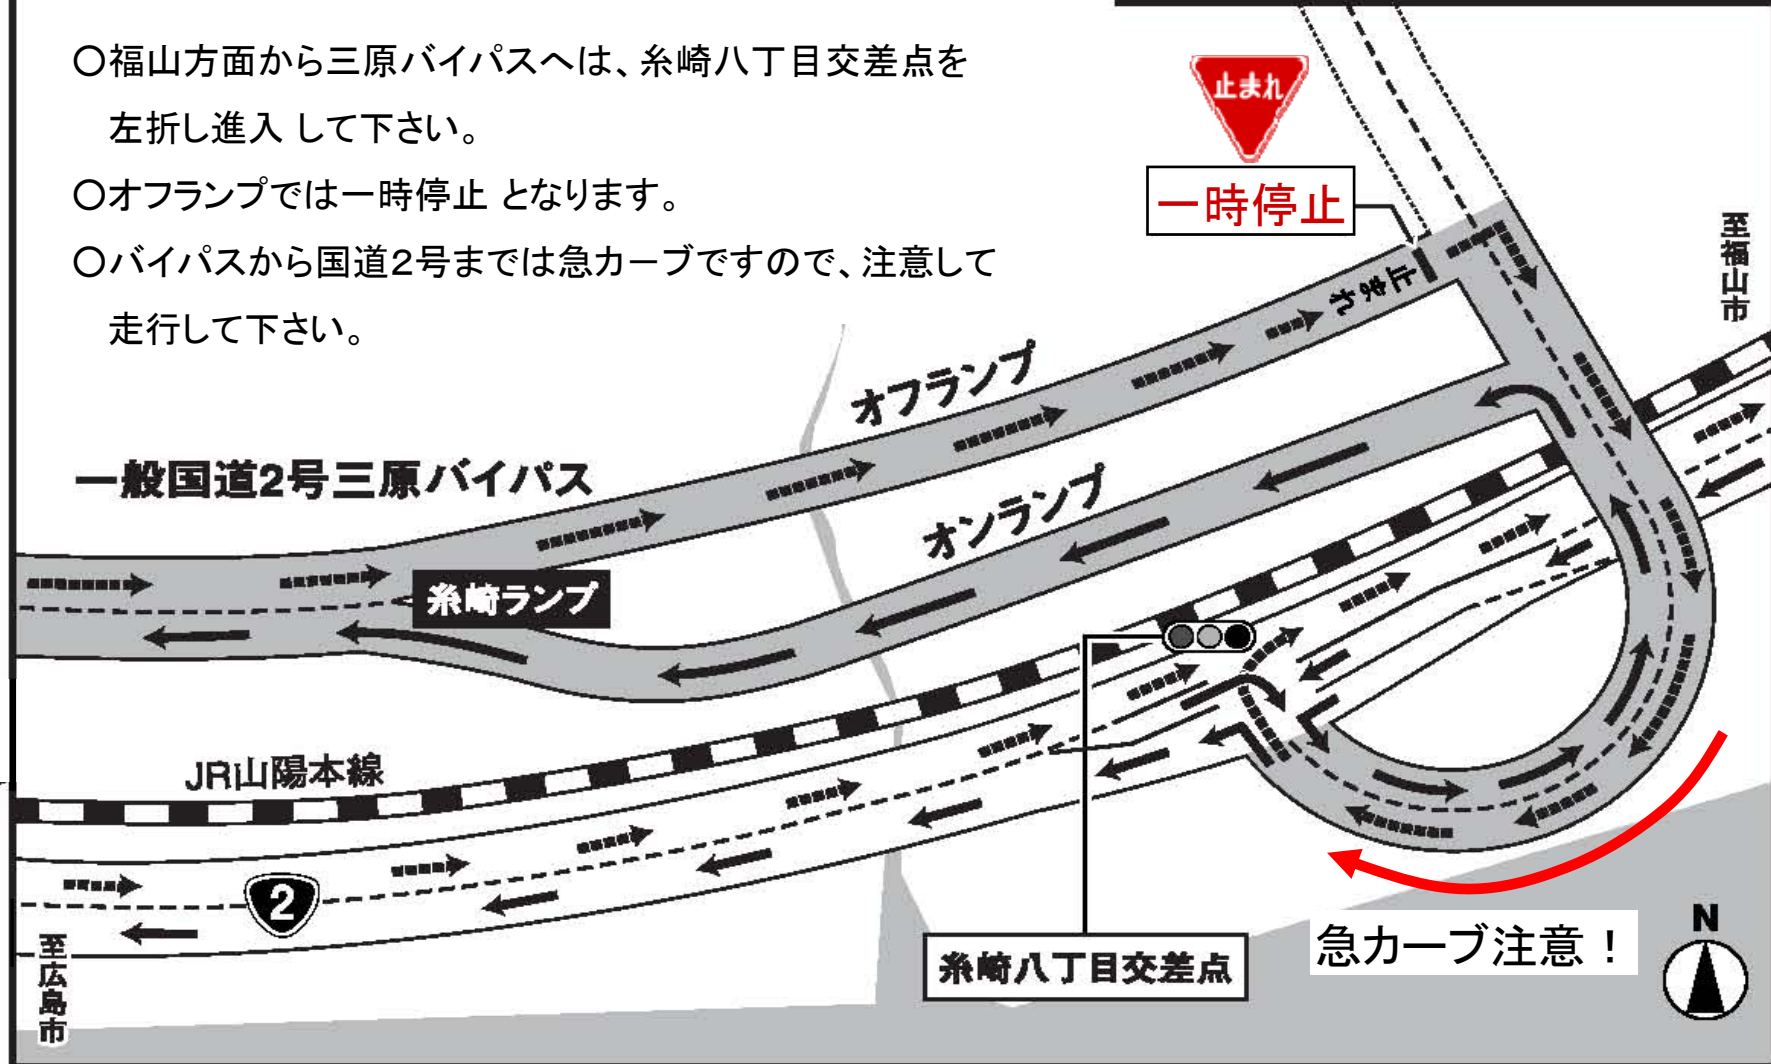 ○福山方面から三原バイパスへは、糸崎八丁目交差点を
左折し進入 して下さい。
○オフランプでは一時停止 となります。
○バイパスから国道2号までは急カーブですので、注意して
走行して下さい。
止まれ
一時停止
至福山市
止まれ
オフランプ
一般国道2号三原バイパス
オンランプ
糸崎ランプ
JR山陽本線
2
至広島市
糸崎八丁目交差点
急カーブ注意！
N